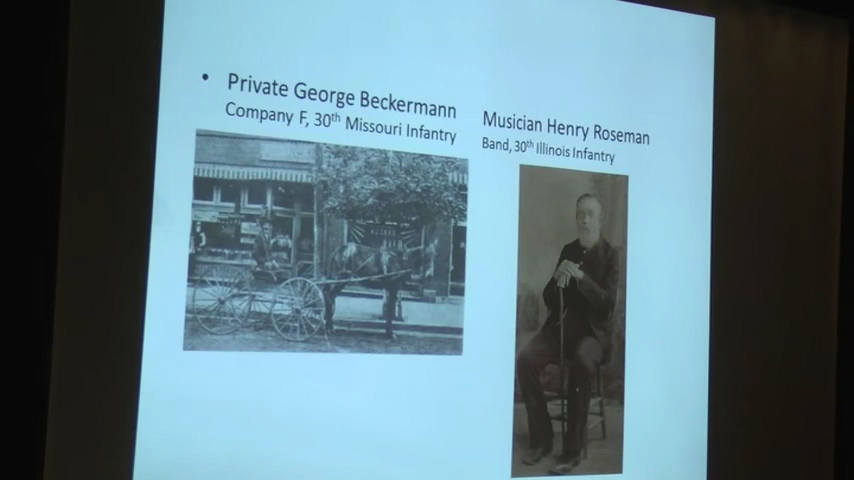 • Private George Beckermann
Company F, 30th Missouri Infantry
Musician Henry Roseman
Band, 30th Illinois Infantry